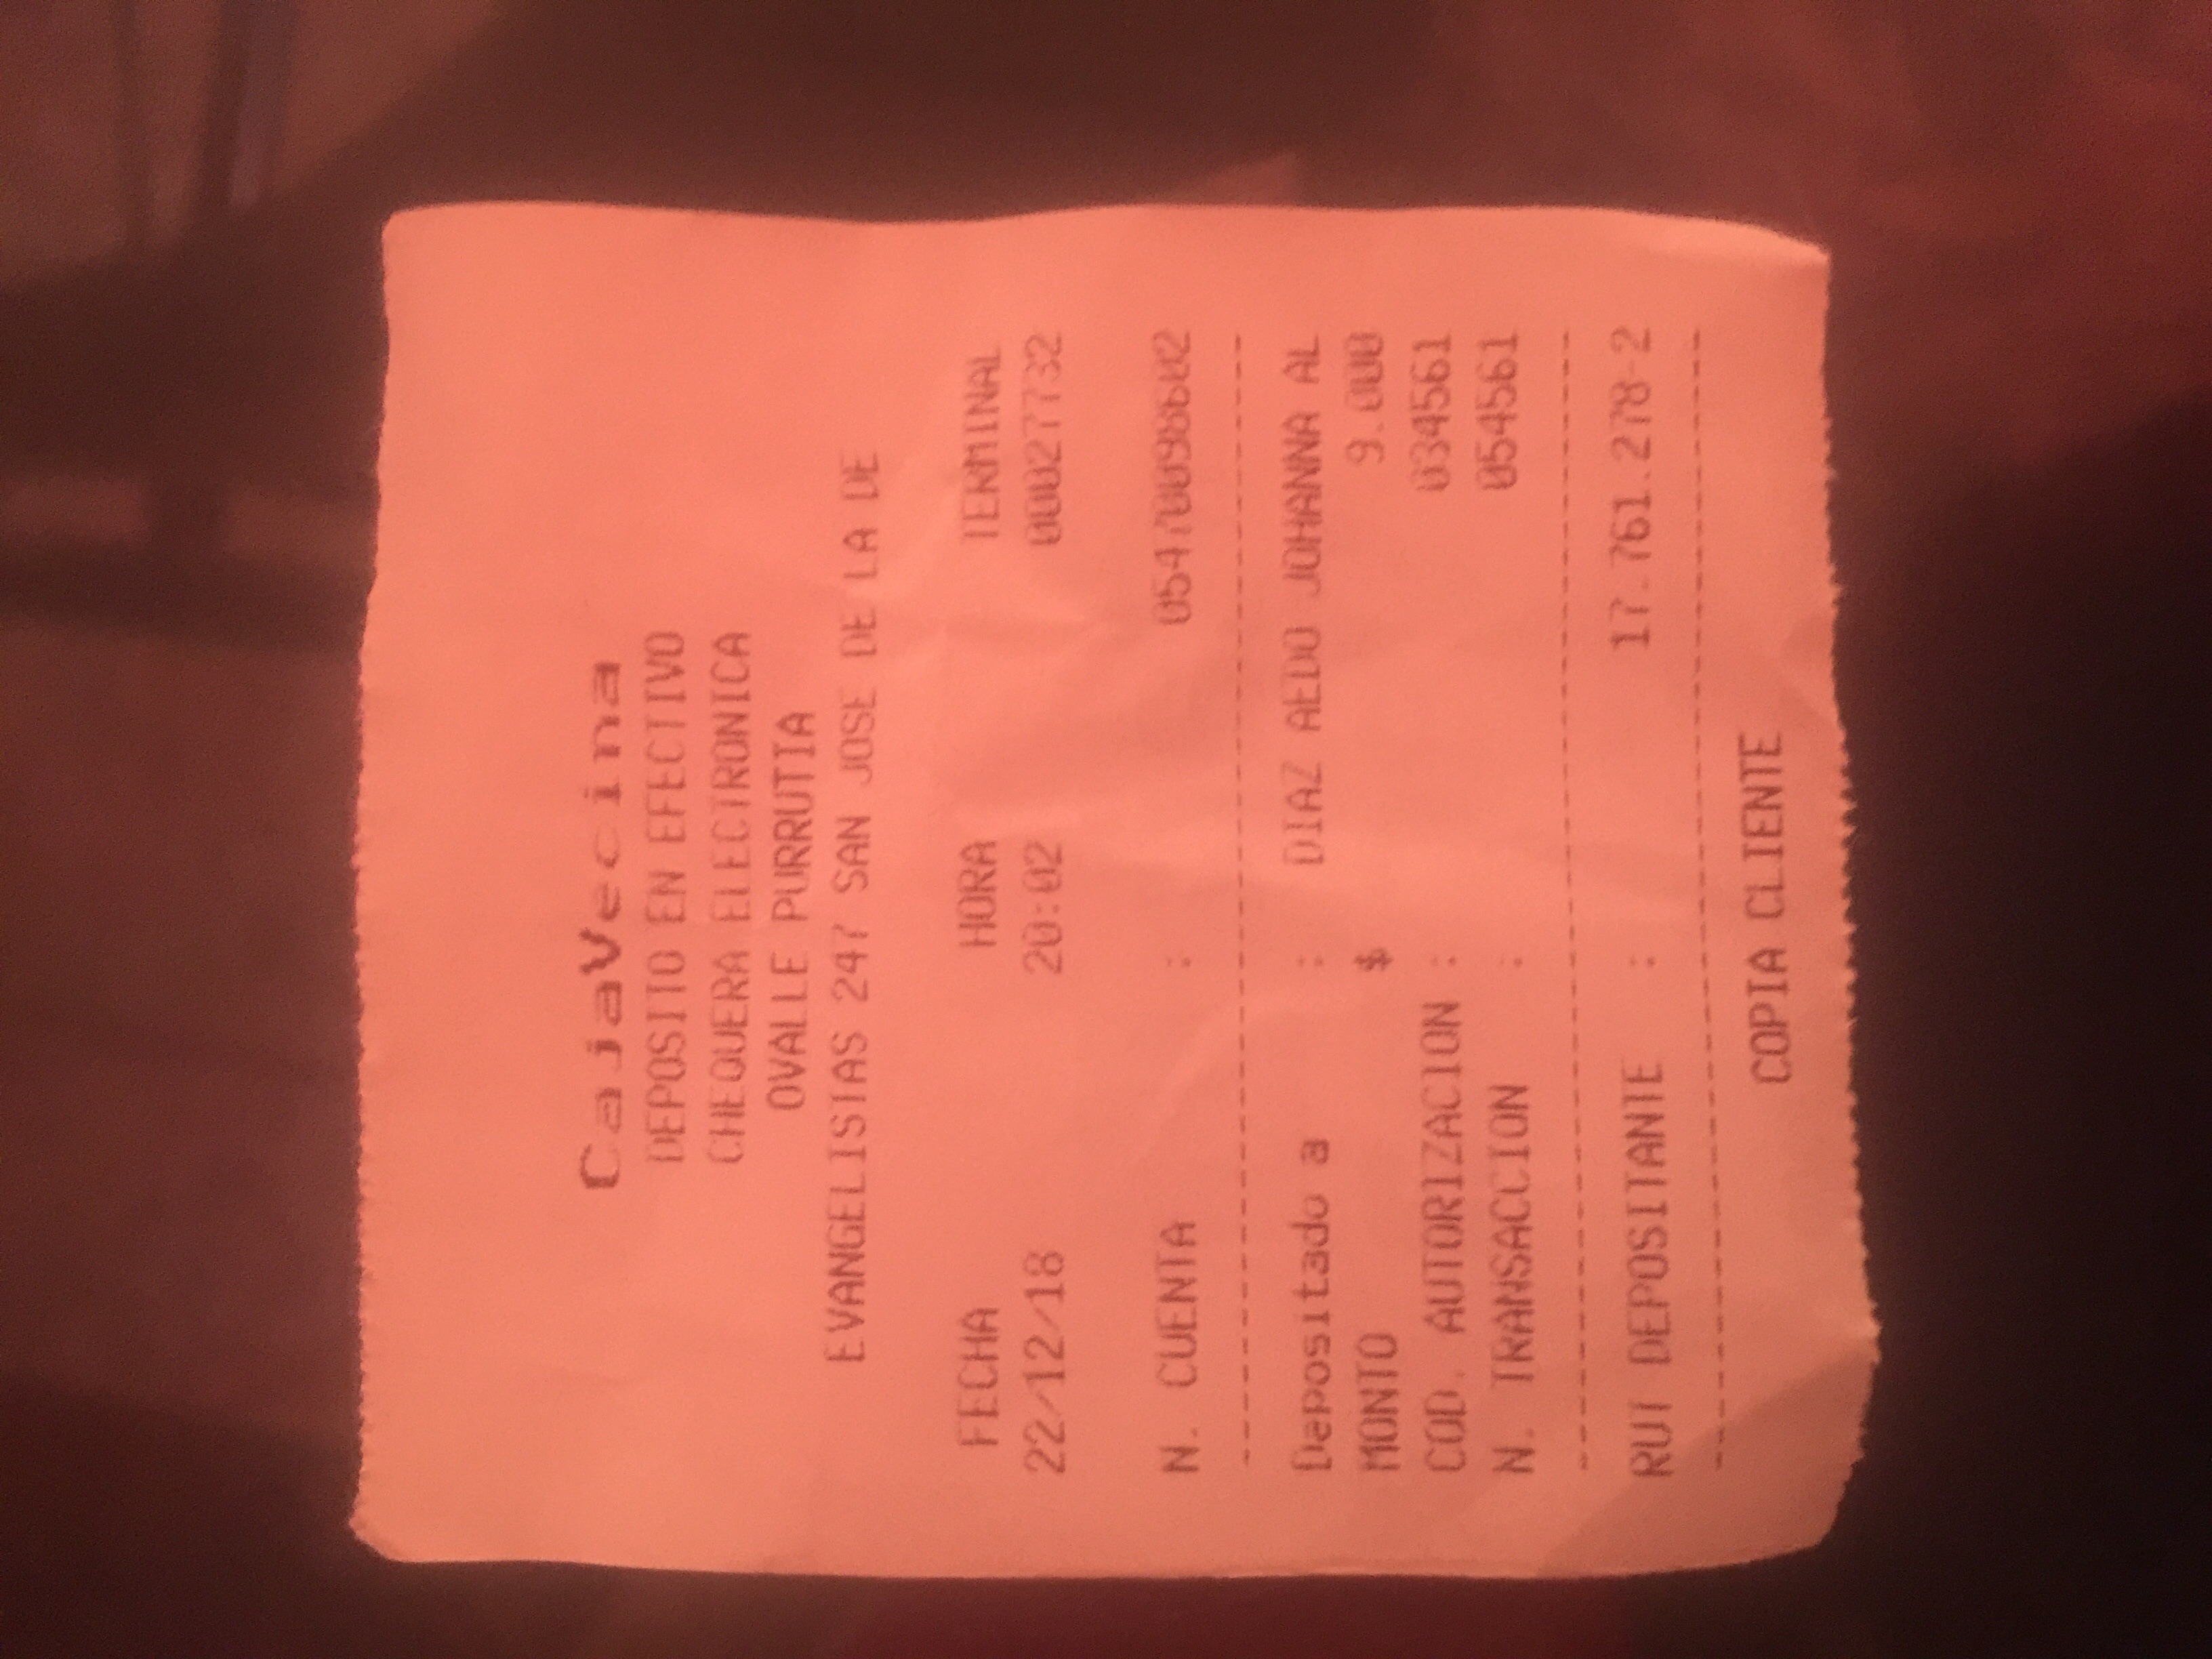 CajaVecina
DEPOSITO EN EFECTIVO
CHEQUERA ELECTRONICA
OVALLE PURRUTIA
EVANGELISTAS 247 SAN JOSE DE LA DE
FECHA HORA TERMINAL
22/12/18 20:02 00027732
N. CUENTA : 05470098602
Depositado a : DIAZ AEDO JOHANNA AL
MONTO $ 9.000
COD. AUTORIZACION : 034561
N. TRANSACCION : 054561
RUT DEPOSITANTE : 17.761.278-2
COPIA CLIENTE